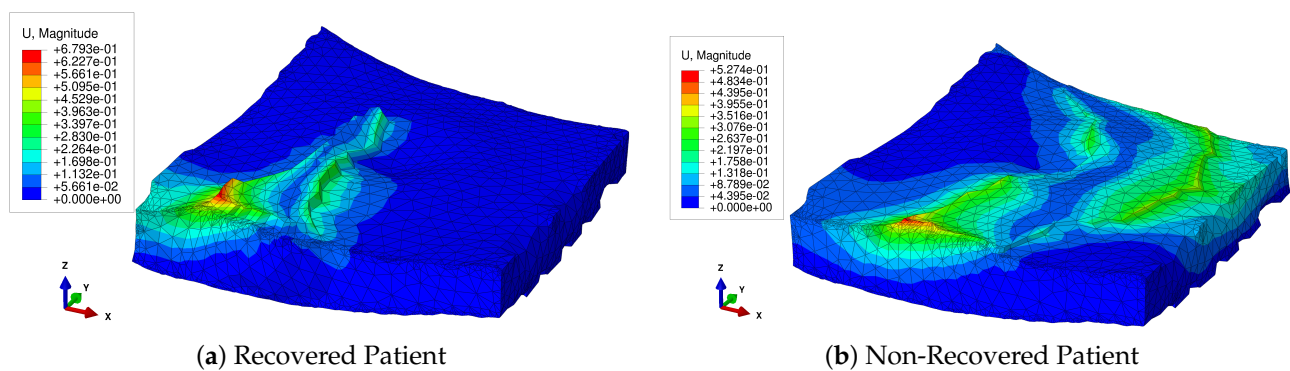 U, Magnitude
+6.793e-01
+6.227e-01
+5.661e-01
+5.095e-01
+4.529e-01
+3.963e-01
+3.397e-01
+2.830e-01
+2.264e-01
+1.698e-01
+1.132e-01
+5.661e-02
+0.000e+00
Z
Y
X
(a) Recovered Patient
U, Magnitude
+5.274e-01
+4.834e-01
+4.395e-01
+3.955e-01
+3.516e-01
+3.076e-01
+2.637e-01
+2.197e-01
+1.758e-01
+1.318e-01
+8.789e-02
+4.395e-02
+0.000e+00
Z
Y
X
(b) Non-Recovered Patient